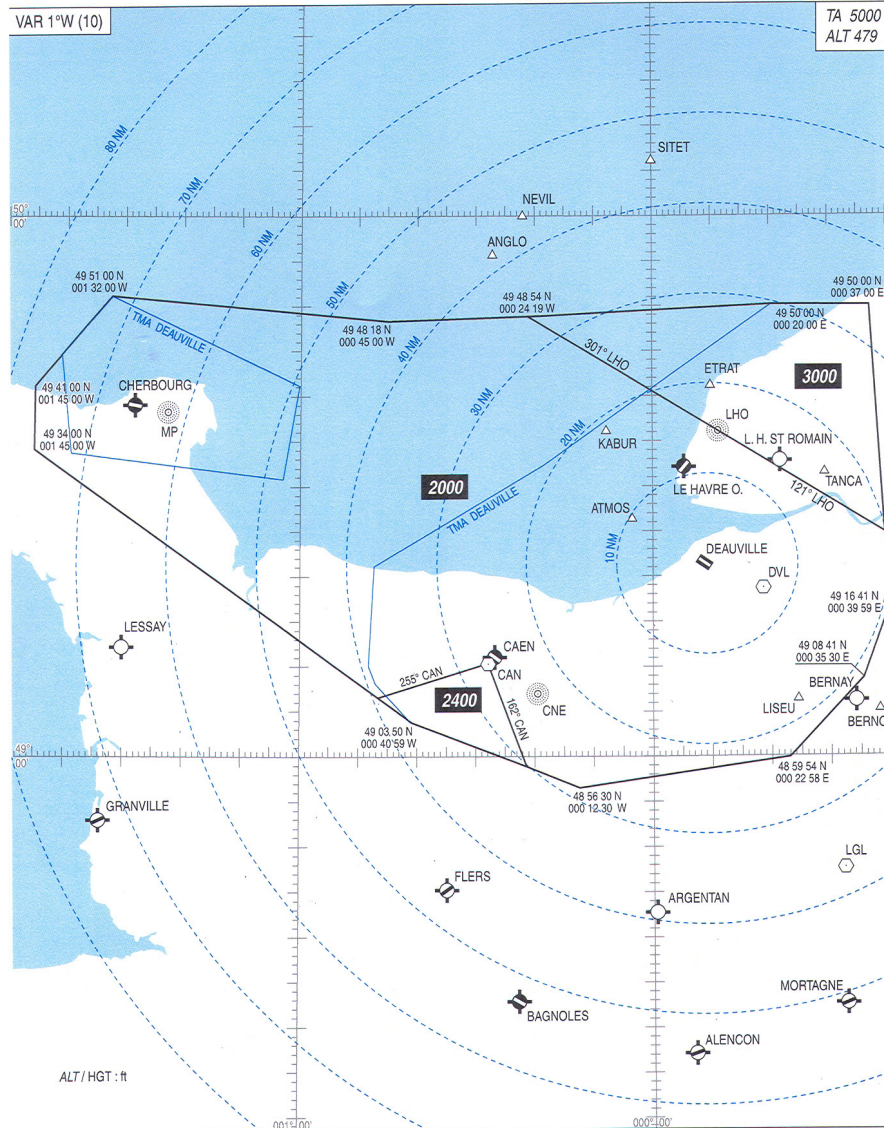 VAR 1°W (10)
TA 5000
ALT 479
80 NM
SITET
70 NM
NEVIL
50°
00'
60 NM
ANGLO
49 51 00 N
001 32 00 W
50 NM
49 50 00 N
000 37 00 E
49 48 54 N
000 24 19 W
TMA DEAUVILLE
49 48 18 N
000 45 00 W
49 50 00 N
000 20 00 E
40 NM
301° LHO
ETRAT
3000
CHERBOURG
49 41 00 N
001 45 00 W
30 NM
LHO
MP
49 34 00 N
001 45 00 W
20 NM
KABUR
L. H. ST ROMAIN
TANCA
2000
LE HAVRE O.
121° LHO
TMA DEAUVILLE
ATMOS
10 NM
DEAUVILLE
DVL
49 16 41 N
000 39 59 E
LESSAY
49 08 41 N
000 35 30 E
CAEN
CAN
255° CAN
BERNAY
2400
162° CAN
CNE
LISEU
BERNO
49 03.50 N
000 40'59 W
49°
00'
48 59 54 N
000 22 58 E
48 56 30 N
000 12 30 W
GRANVILLE
LGL
FLERS
ARGENTAN
MORTAGNE
BAGNOLES
ALENCON
ALT / HGT : ft
001°00'
000°00'